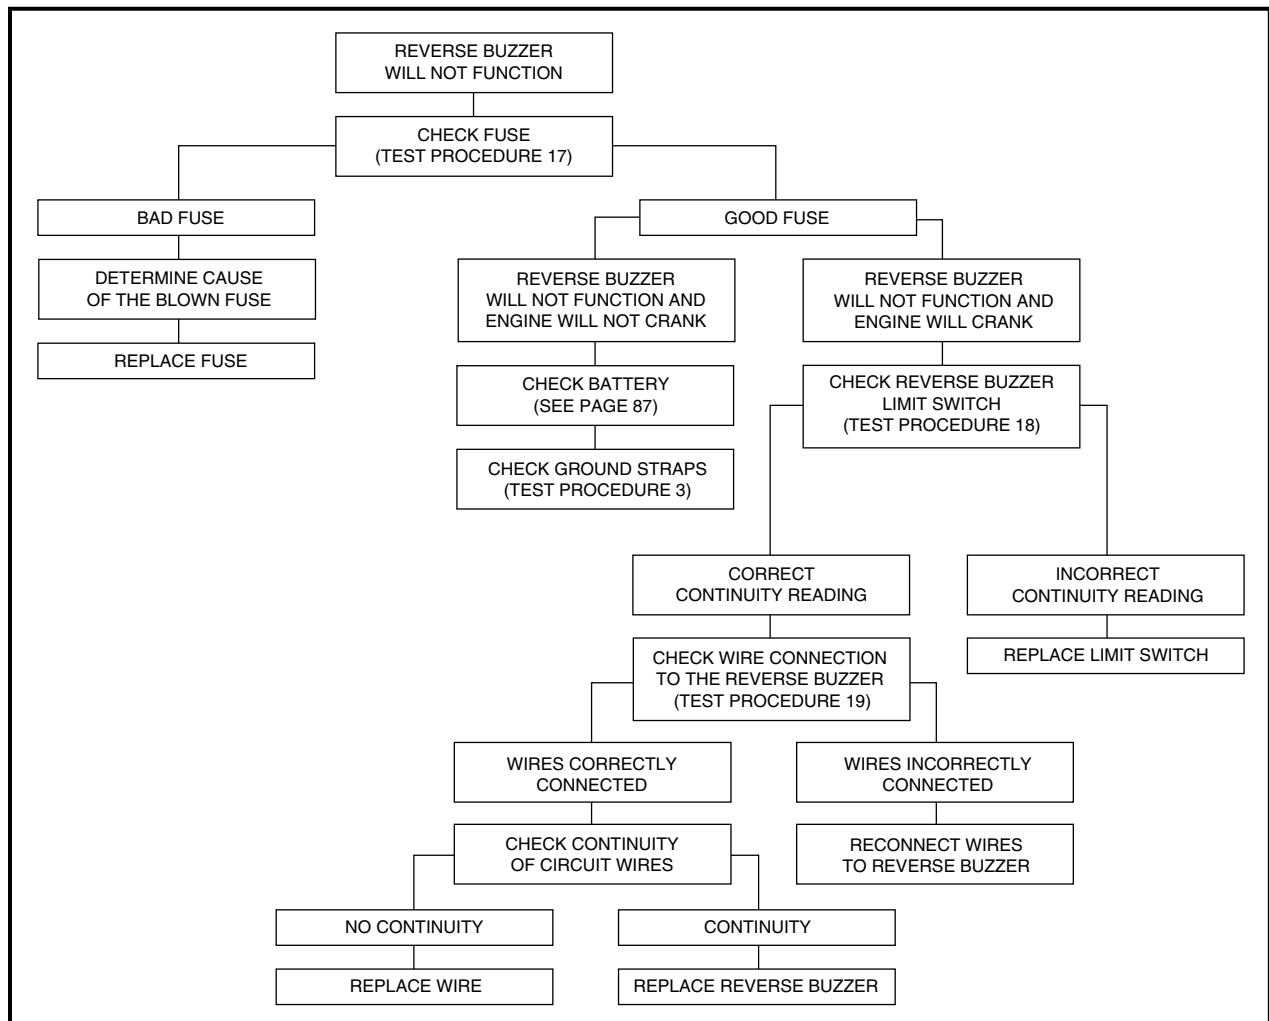 REVERSE BUZZER
WILL NOT FUNCTION
CHECK FUSE
(TEST PROCEDURE 17)
BAD FUSE
GOOD FUSE
DETERMINE CAUSE
OF THE BLOWN FUSE
REPLACE FUSE
REVERSE BUZZER
WILL NOT FUNCTION AND
ENGINE WILL NOT CRANK
REVERSE BUZZER
WILL NOT FUNCTION AND
ENGINE WILL CRANK
CHECK BATTERY
(SEE PAGE 87)
CHECK GROUND STRAPS
(TEST PROCEDURE 3)
CHECK REVERSE BUZZER
LIMIT SWITCH
(TEST PROCEDURE 18)
CORRECT
CONTINUITY READING
INCORRECT
CONTINUITY READING
CHECK WIRE CONNECTION
TO THE REVERSE BUZZER
(TEST PROCEDURE 19)
REPLACE LIMIT SWITCH
WIRES CORRECTLY
CONNECTED
WIRES INCORRECTLY
CONNECTED
CHECK CONTINUITY
OF CIRCUIT WIRES
RECONNECT WIRES
TO REVERSE BUZZER
NO CONTINUITY
CONTINUITY
REPLACE WIRE
REPLACE REVERSE BUZZER